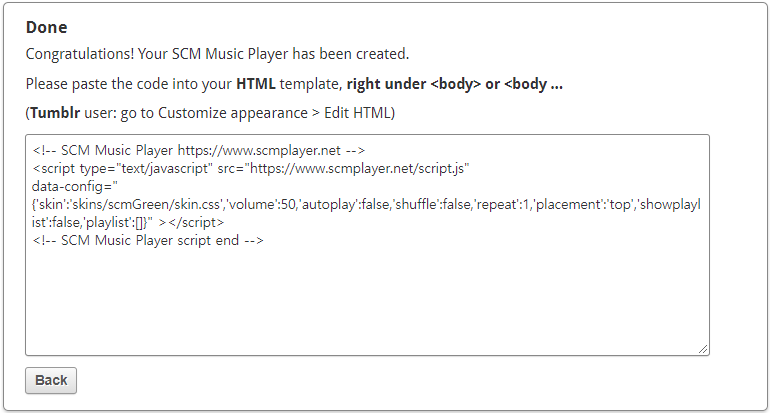 Done
Congratulations! Your SCM Music Player has been created.
Please paste the code into your HTML template, right under <body> or <body ...
(Tumblr user: go to Customize appearance > Edit HTML)
<!-- SCM Music Player https://www.scmplayer.net -->
<script type="text/javascript" src="https://www.scmplayer.net/script.js"
data-config="
{'skin':'skins/scmGreen/skin.css','volume':50,'autoplay':false,'shuffle':false,'repeat':1,'placement':'top','showplayl
ist':false,'playlist':[]}" ></script>
<!-- SCM Music Player script end -->
Back